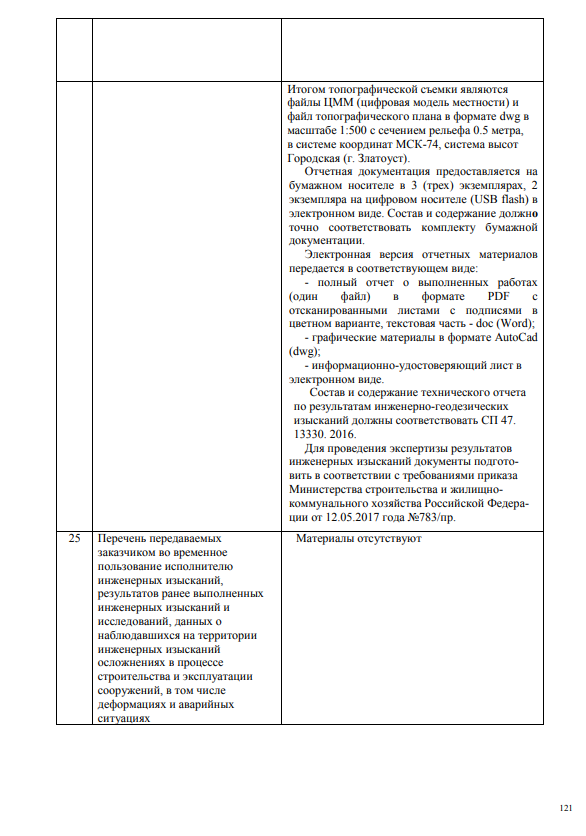 Итогом топографической съемки являются
файлы ЦММ (цифровая модель местности) и
файл топографического плана в формате dwg в
масштабе 1:500 с сечением рельефа 0.5 метра,
в системе координат МСК-74, система высот
Городская (г. Златоуст).
Отчетная документация предоставляется на
бумажном носителе в 3 (трех) экземплярах, 2
экземпляра на цифровом носителе (USB flash) в
электронном виде. Состав и содержание должно
точно соответствовать комплекту бумажной
документации.
Электронная версия отчетных материалов
передается в соответствующем виде:
- полный отчет о выполненных работах
(один файл) в формате PDF с
отсканированными листами с подписями в
цветном варианте, текстовая часть - doc (Word);
- графические материалы в формате AutoCad
(dwg);
- информационно-удостоверяющий лист в
электронном виде.
Состав и содержание технического отчета
по результатам инженерно-геодезических
изысканий должны соответствовать СП 47.
13330. 2016.
Для проведения экспертизы результатов
инженерных изысканий документы подгото-
вить в соответствии с требованиями приказа
Министерства строительства и жилищно-
коммунального хозяйства Российской Федера-
ции от 12.05.2017 года №783/пр.
25 Перечень передаваемых Материалы отсутствуют
заказчиком во временное
пользование исполнителю
инженерных изысканий,
результатов ранее выполненных
инженерных изысканий и
исследований, данных о
наблюдавшихся на территории
инженерных изысканий
осложнениях в процессе
строительства и эксплуатации
сооружений, в том числе
деформациях и аварийных
ситуациях
121